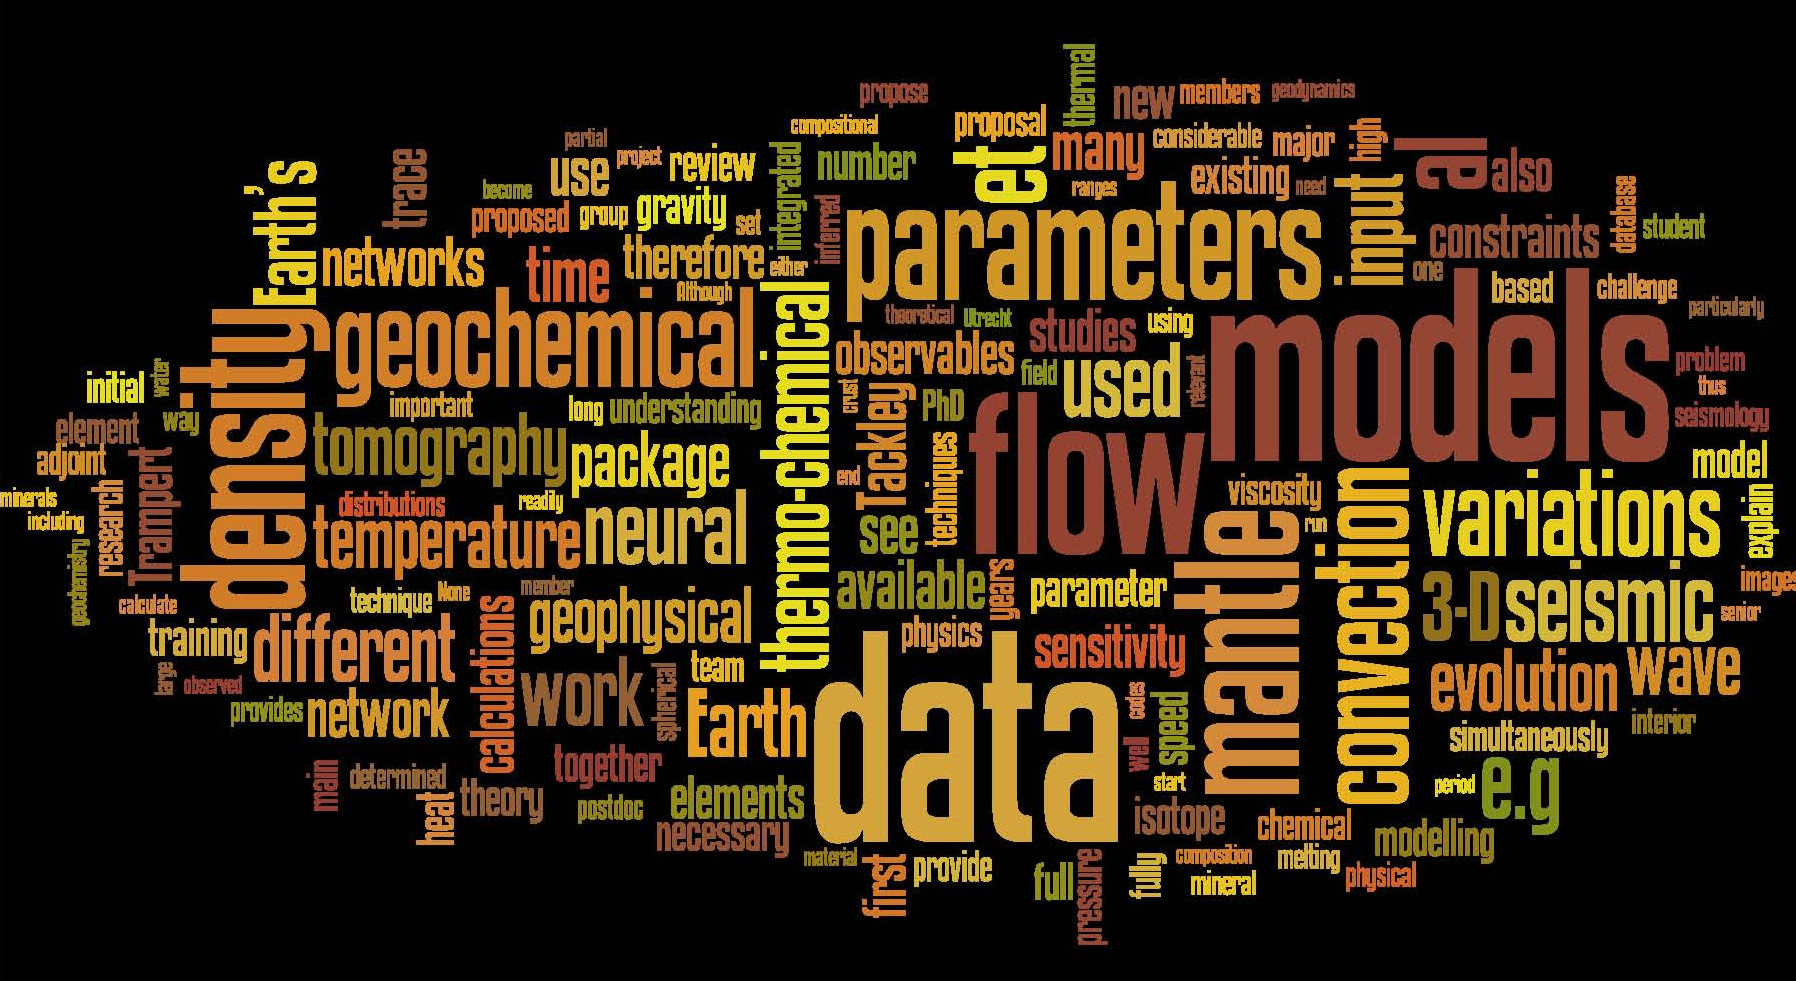 thermal
propose
new
members
geodynamics
compositional
proposal
many
considerable
major
high
al
partial
project
use
review
integrated
number
et
ranges
existing
need
input
also
trace
Earth's
become
proposed
group
gravity
set
inferred
parameters
constraints
database
student
networks
time
therefore
either
Although
one
based
challenge
particularly
density
geochemical
thermo-chemical
theoretical
Utrecht
studies
using
models
observables
field
used
relevant
problem
thus
seismology
initial
water
way
element
adjoint
minerals
including
research
Trampert
geochemistry
calculate
important
long
understanding
crust
Tackley
PhD
flow
tomography
package
end
techniques
viscosity
run
convection
variations
model
explain
distributions
readily
temperature
neural
see
mantle
technique
None
member
available
years
parameter
3-D
seismic
images
senior
training
different
calculations
geophysical
physics
sensitivity
evolution
wave
large
observed
provides
network
work
spherical
team
Earth
data
codes
speed
well
start
simultaneously
interior
main
determined
heat
theory
together
postdoc
elements
necessary
period
e.g
isotope
chemical
modelling
material
first
provide
full
pressure
fully
composition
mineral
melting
physical